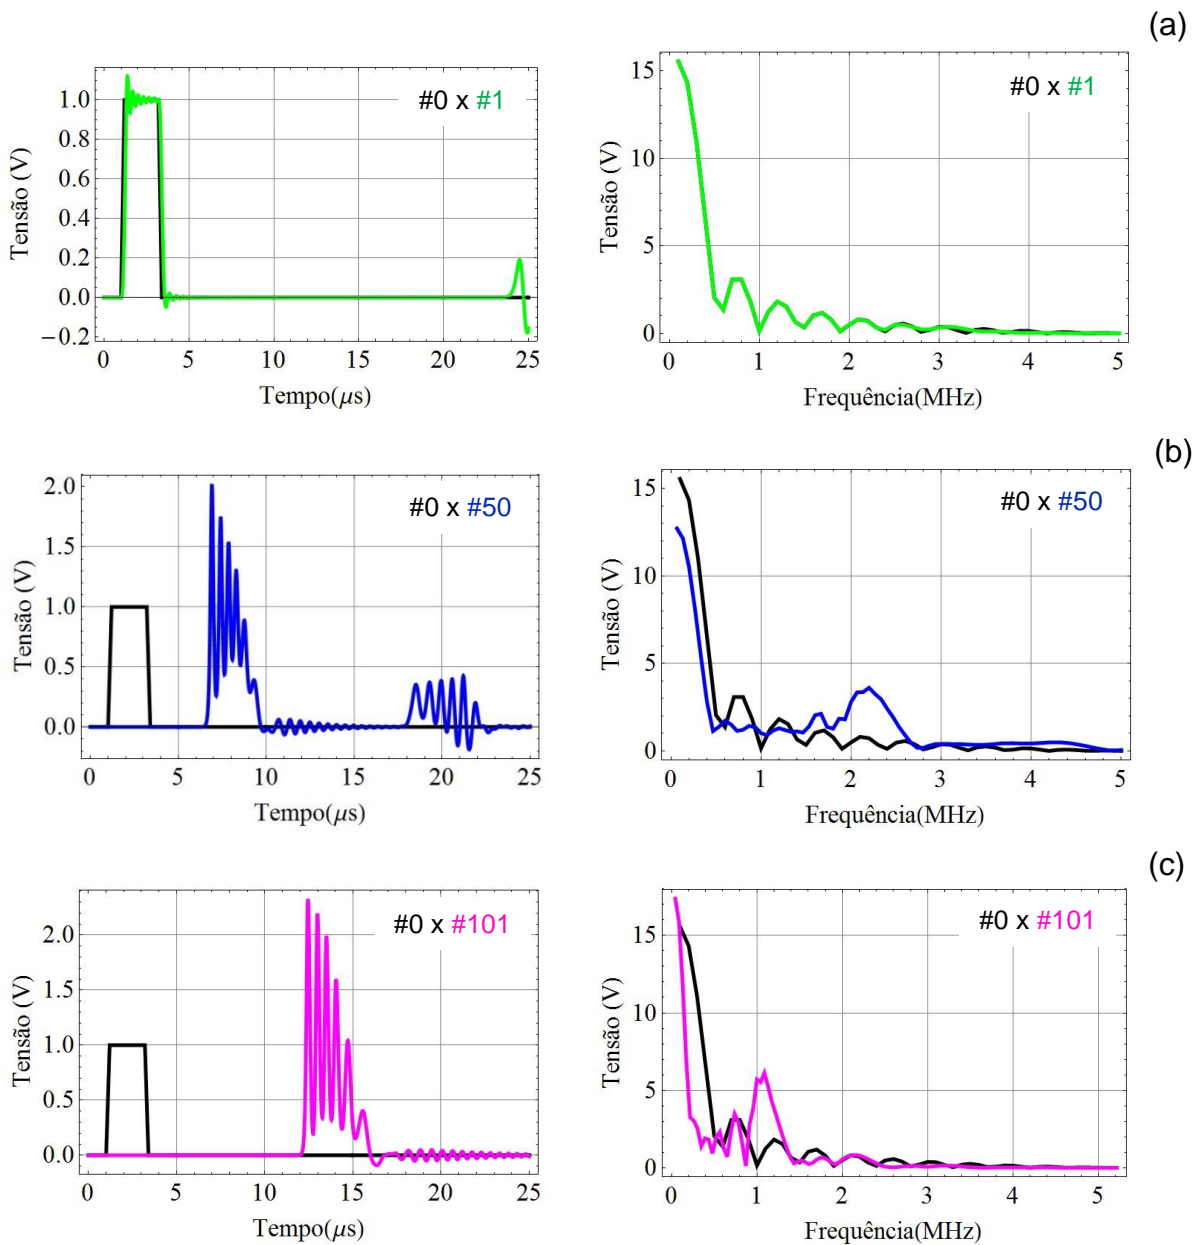 (a)
#0 x #1
Tensão (V)
1.0
0.8
0.6
0.4
0.2
0.0
−0.2
0 5 10 15 20 25
Tempo(μs)
#0 x #1
Tensão (V)
15
10
5
0
0 1 2 3 4 5
Frequência(MHz)
(b)
#0 x #50
Tensão (V)
2.0
1.5
1.0
0.5
0.0
0 5 10 15 20 25
Tempo(μs)
#0 x #50
Tensão (V)
15
10
5
0
0 1 2 3 4 5
Frequência(MHz)
(c)
#0 x #101
Tensão (V)
2.0
1.5
1.0
0.5
0.0
0 5 10 15 20 25
Tempo(μs)
#0 x #101
Tensão (V)
15
10
5
0
0 1 2 3 4 5
Frequência(MHz)